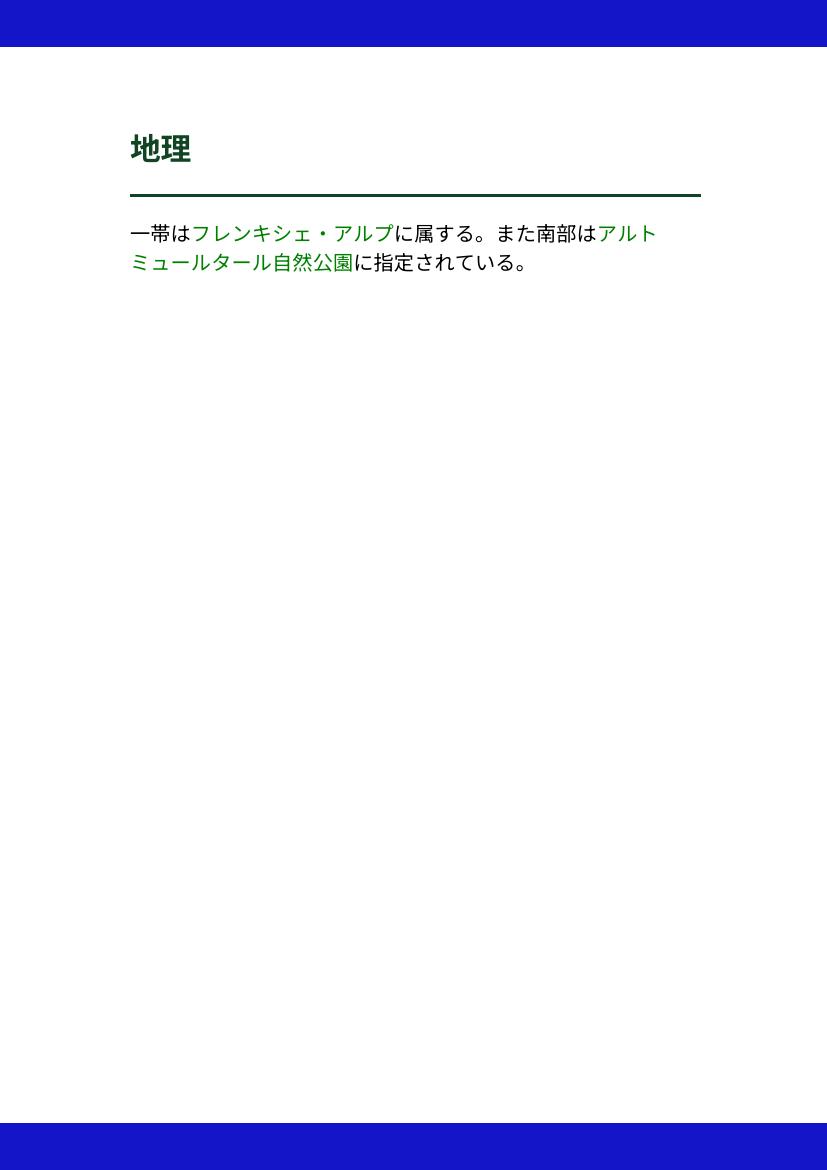 地理
一帯はフレンキシェ・アルプに属する。また南部はアルト
ミュールタール自然公園に指定されている。